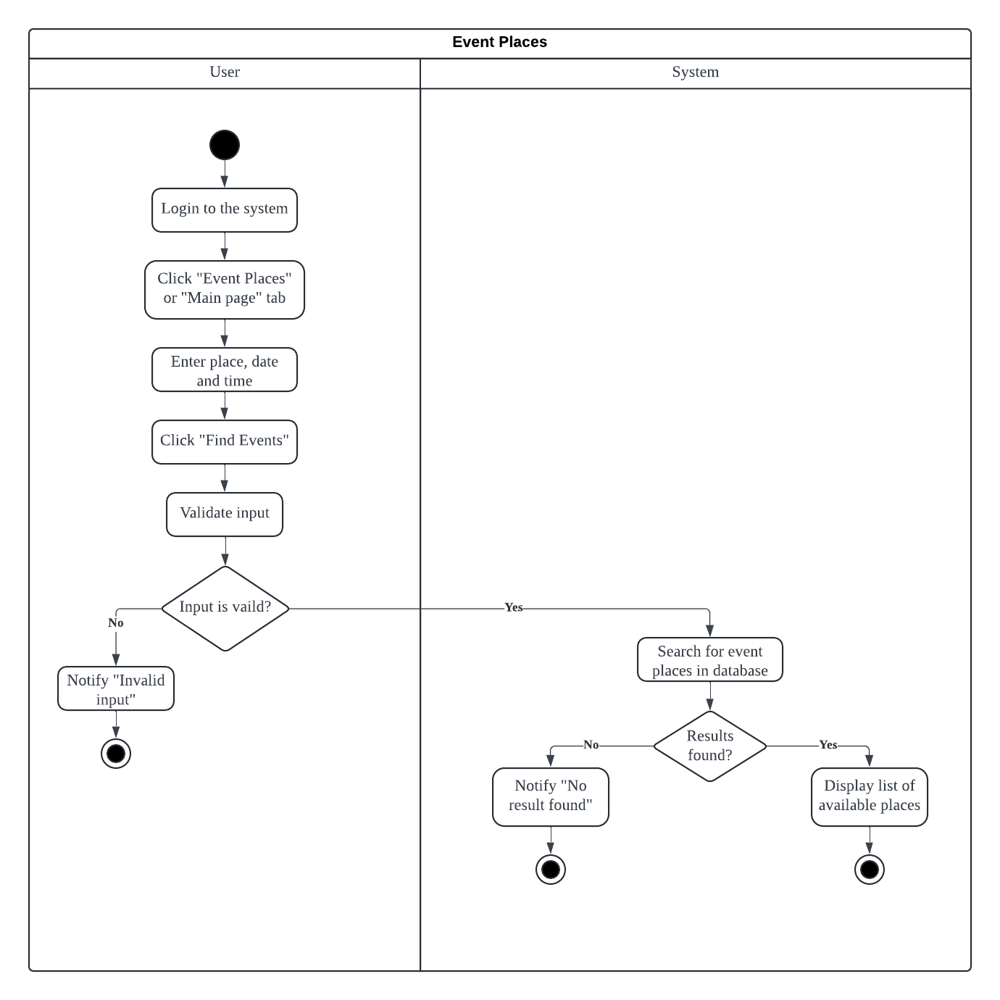 Event Places
User
System
Login to the system
Click "Event Places"
or "Main page" tab
Enter place, date
and time
Click "Find Events"
Validate input
Input is vaild?
Yes
No
Search for event
places in database
Notify "Invalid
input"
Results
found?
No
Yes
Notify "No
result found"
Display list of
available places